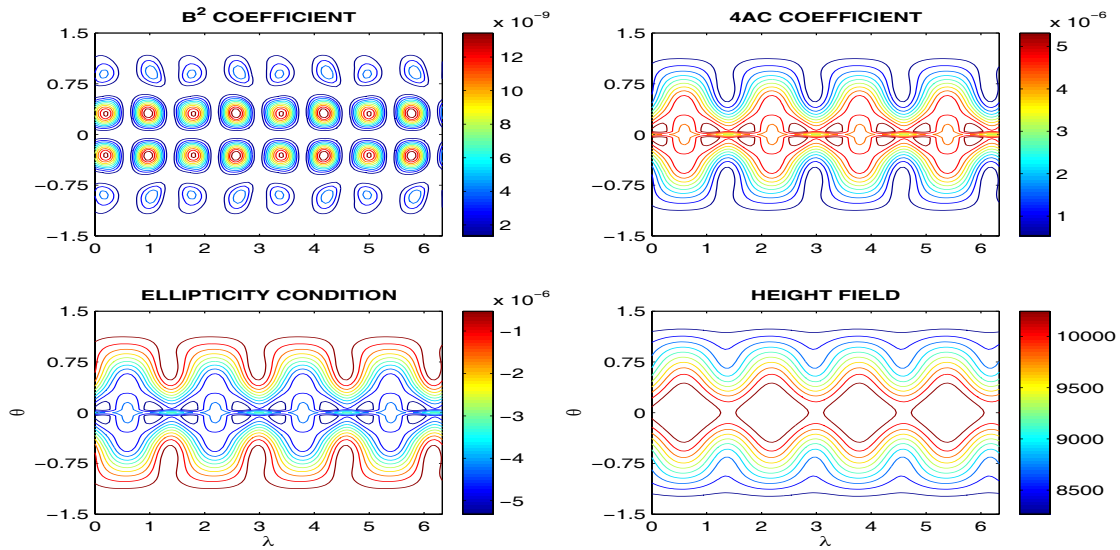 B² COEFFICIENT
x 10⁻⁹
1.5
0.75
0
−0.75
−1.5
0 1 2 3 4 5 6
12
10
8
6
4
2
4AC COEFFICIENT
x 10⁻⁶
1.5
0.75
0
−0.75
−1.5
0 1 2 3 4 5 6
5
4
3
2
1
ELLIPTICITY CONDITION
x 10⁻⁶
θ
1.5
0.75
0
−0.75
−1.5
0 1 2 3 4 5 6
λ
−1
−2
−3
−4
−5
HEIGHT FIELD
θ
1.5
0.75
0
−0.75
−1.5
0 1 2 3 4 5 6
λ
10000
9500
9000
8500